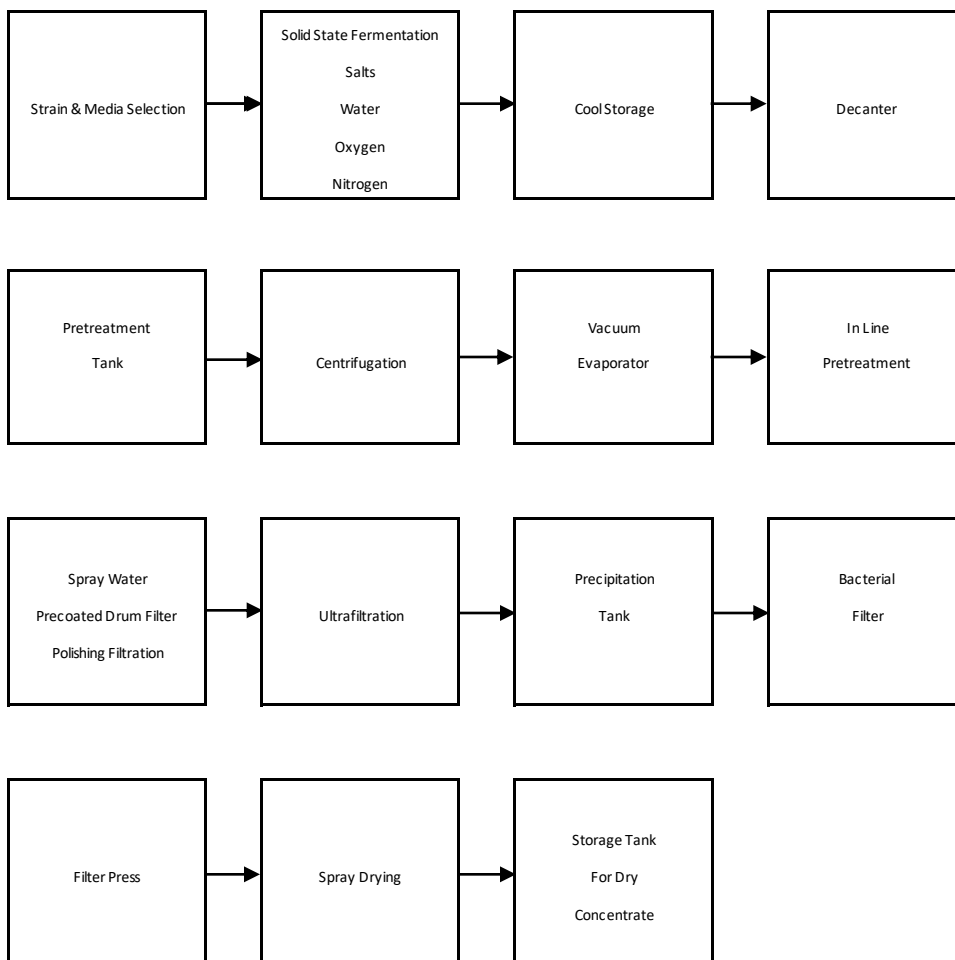 Strain & Media Selection
Solid State Fermentation
Salts
Water
Oxygen
Nitrogen
Cool Storage
Decanter
Pretreatment
Tank
Centrifugation
Vacuum
Evaporator
In Line
Pretreatment
Spray Water
Precoated Drum Filter
Polishing Filtration
Ultrafiltration
Precipitation
Tank
Bacterial
Filter
Filter Press
Spray Drying
Storage Tank
For Dry
Concentrate